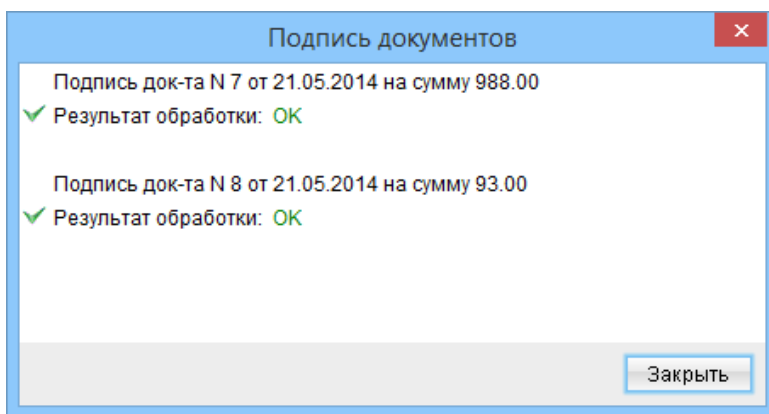 Подпись документов
Подпись док-та N 7 от 21.05.2014 на сумму 988.00
Результат обработки: OK
Подпись док-та N 8 от 21.05.2014 на сумму 93.00
Результат обработки: OK
Закрыть